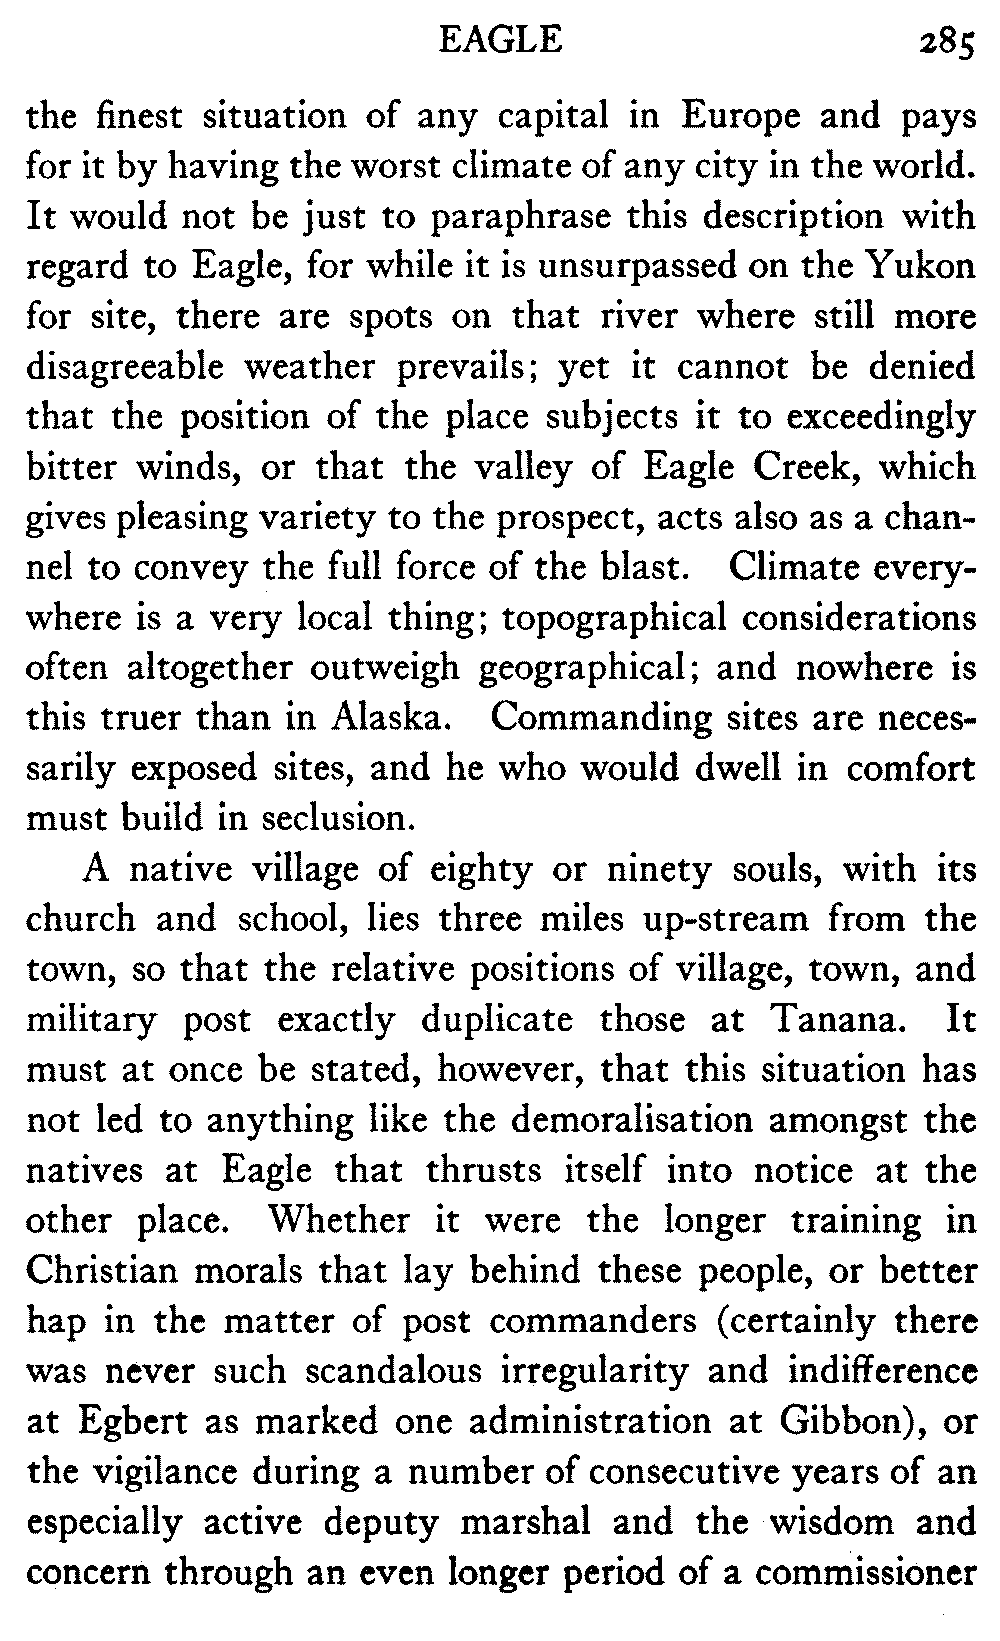 EAGLE 285
the finest situation of any capital in Europe and pays
for it by having the worst climate of any city in the world.
It would not be just to paraphrase this description with
regard to Eagle, for while it is unsurpassed on the Yukon
for site, there are spots on that river where still more
disagreeable weather prevails; yet it cannot be denied
that the position of the place subjects it to exceedingly
bitter winds, or that the valley of Eagle Creek, which
gives pleasing variety to the prospect, acts also as a chan-
nel to convey the full force of the blast. Climate every-
where is a very local thing; topographical considerations
often altogether outweigh geographical; and nowhere is
this truer than in Alaska. Commanding sites are neces-
sarily exposed sites, and he who would dwell in comfort
must build in seclusion.
A native village of eighty or ninety souls, with its
church and school, lies three miles up-stream from the
town, so that the relative positions of village, town, and
military post exactly duplicate those at Tanana. It
must at once be stated, however, that this situation has
not led to anything like the demoralisation amongst the
natives at Eagle that thrusts itself into notice at the
other place. Whether it were the longer training in
Christian morals that lay behind these people, or better
hap in the matter of post commanders (certainly there
was never such scandalous irregularity and indifference
at Egbert as marked one administration at Gibbon), or
the vigilance during a number of consecutive years of an
especially active deputy marshal and the wisdom and
concern through an even longer period of a commissioner